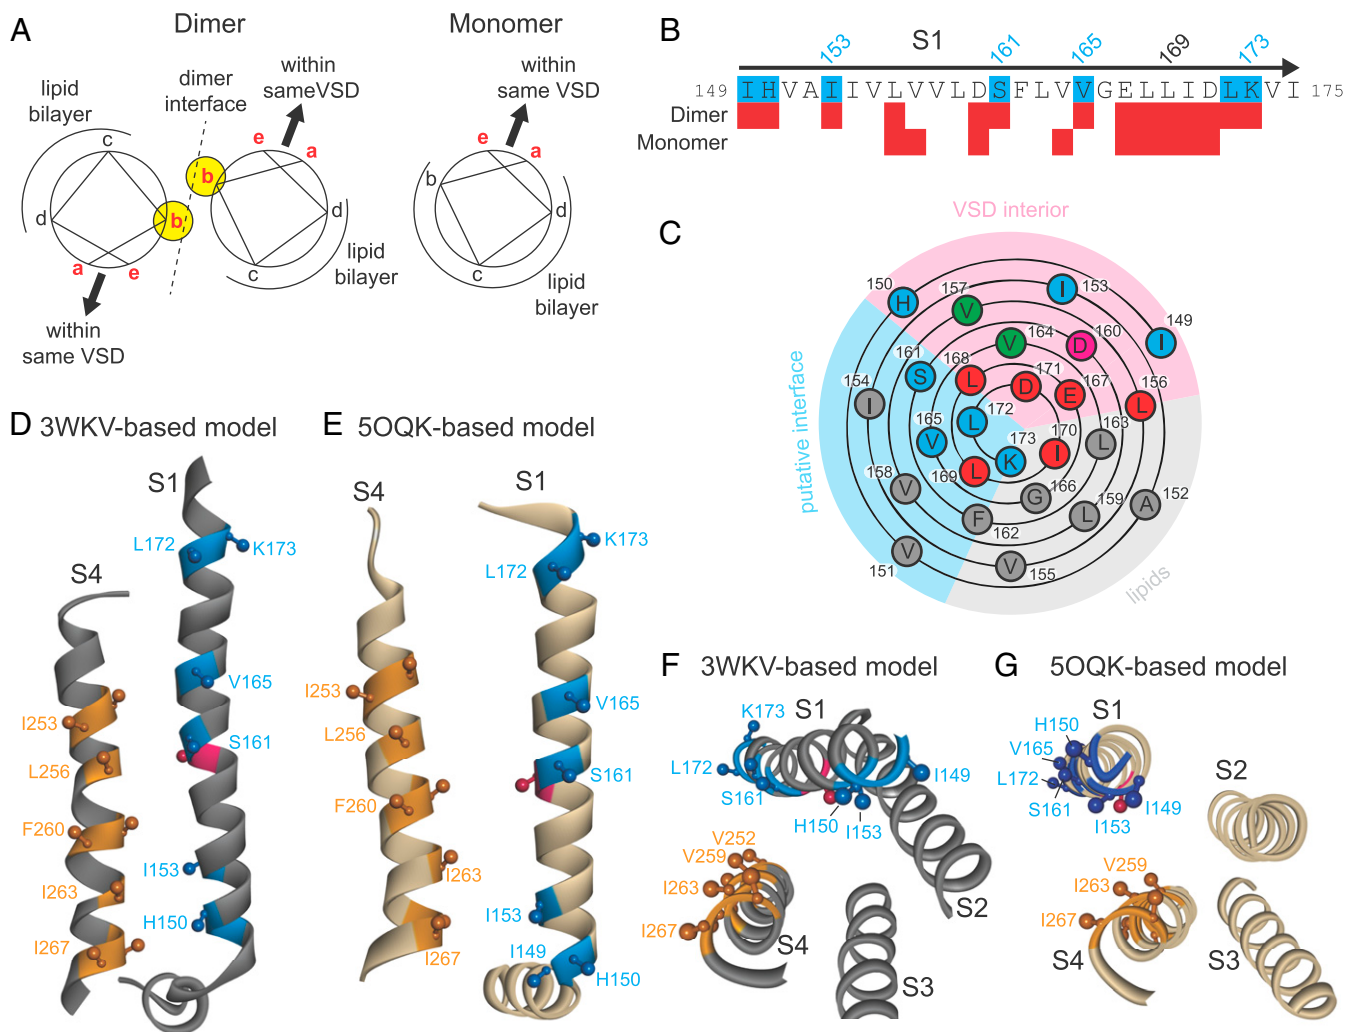 A
Dimer
Monomer
lipid
bilayer
dimer
interface
within
sameVSD
within
same VSD
c
d
b
a
e
within
same VSD
e
a
b
d
c
lipid
bilayer
e
a
b
d
c
lipid
bilayer
B
153
S1
161
165
169
173
149 IHVAIIVLVVLDSFLVVGELLIDLKVI 175
Dimer
Monomer
C
VSD interior
putative interface
lipids
150 H
157 V
I 153
149 I
164 V
160 D
161 S
168 L
171 D
167 E
156 L
154 I
172 L
165 V
173 K
170 I
163 L
169 L
158 V
166 G
159 L
152 A
162 F
151 V
155 V
D 3WKV-based model
S1
L172
K173
S4
V165
I253
S161
L256
F260
I153
I263
H150
I267
E 5OQK-based model
S4
S1
K173
L172
I253
V165
L256
S161
F260
I263
I153
I149
I267
H150
F 3WKV-based model
K173
S1
L172
I149
S161
H150
I153
V252
V259
I263
I267
S4
S2
S3
G 5OQK-based model
S1
H150
V165
L172
S161
I149
I153
S2
V259
I263
I267
S4
S3